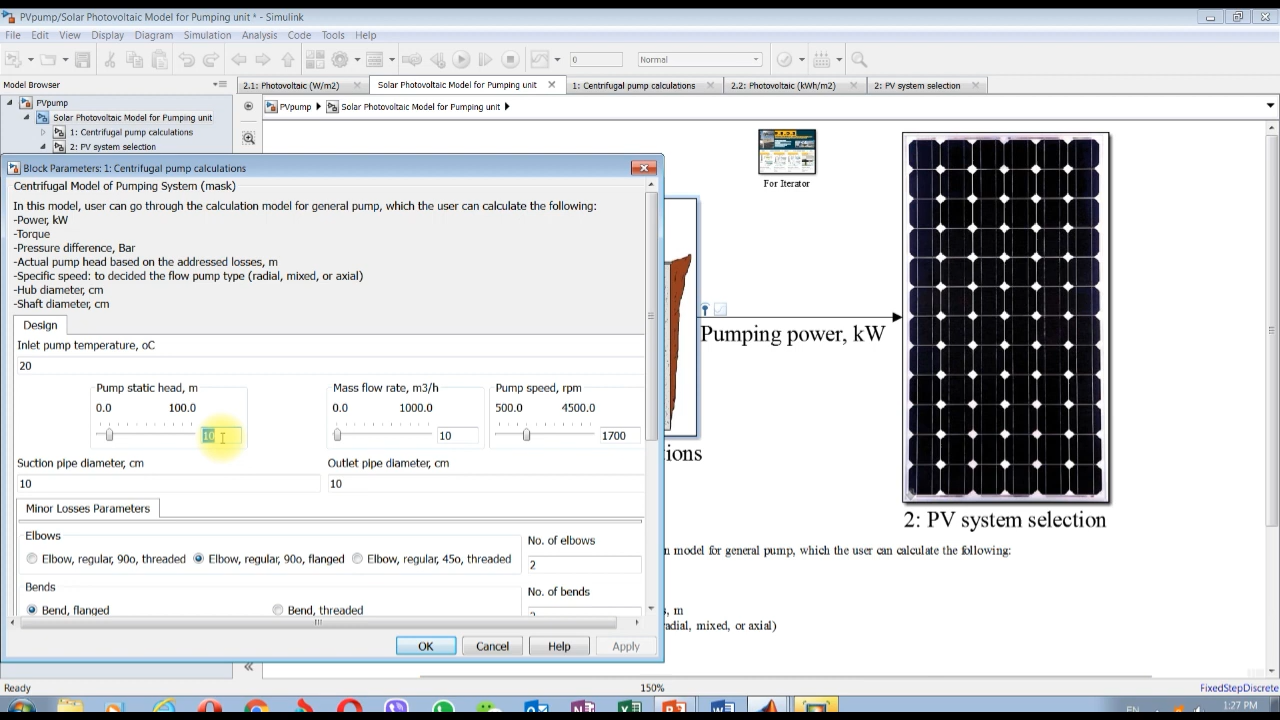 PVpump/Solar Photovoltaic Model for Pumping unit * - Simulink
File Edit View Display Diagram Simulation Analysis Code Tools Help
0 Normal
Model Browser
2.1: Photovoltaic (W/m2) Solar Photovoltaic Model for Pumping unit 1: Centrifugal pump calculations 2.2: Photovoltaic (kWh/m2) 2: PV system selection
PVpump
Solar Photovoltaic Model for Pumping unit
1: Centrifugal pump calculations
2: PV system selection
PVpump Solar Photovoltaic Model for Pumping unit
For Iterator
Pumping power, kW
ions
2: PV system selection
n model for general pump, which the user can calculate the following:
s, m
adial, mixed, or axial)
Block Parameters: 1: Centrifugal pump calculations
Centrifugal Model of Pumping System (mask)
In this model, user can go through the calculation model for general pump, which the user can calculate the following:
-Power, kW
-Torque
-Pressure difference, Bar
-Actual pump head based on the addressed losses, m
-Specific speed: to decided the flow pump type (radial, mixed, or axial)
-Hub diameter, cm
-Shaft diameter, cm
Design
Inlet pump temperature, oC
20
Pump static head, m Mass flow rate, m3/h Pump speed, rpm
0.0 100.0 0.0 1000.0 500.0 4500.0
10 10 1700
Suction pipe diameter, cm Outlet pipe diameter, cm
10 10
Minor Losses Parameters
Elbows
No. of elbows
Elbow, regular, 90o, threaded Elbow, regular, 90o, flanged Elbow, regular, 45o, threaded
2
Bends
No. of bends
Bend, flanged Bend, threaded
OK Cancel Help Apply
Ready 150% FixedStepDiscrete
EN 1:27 PM